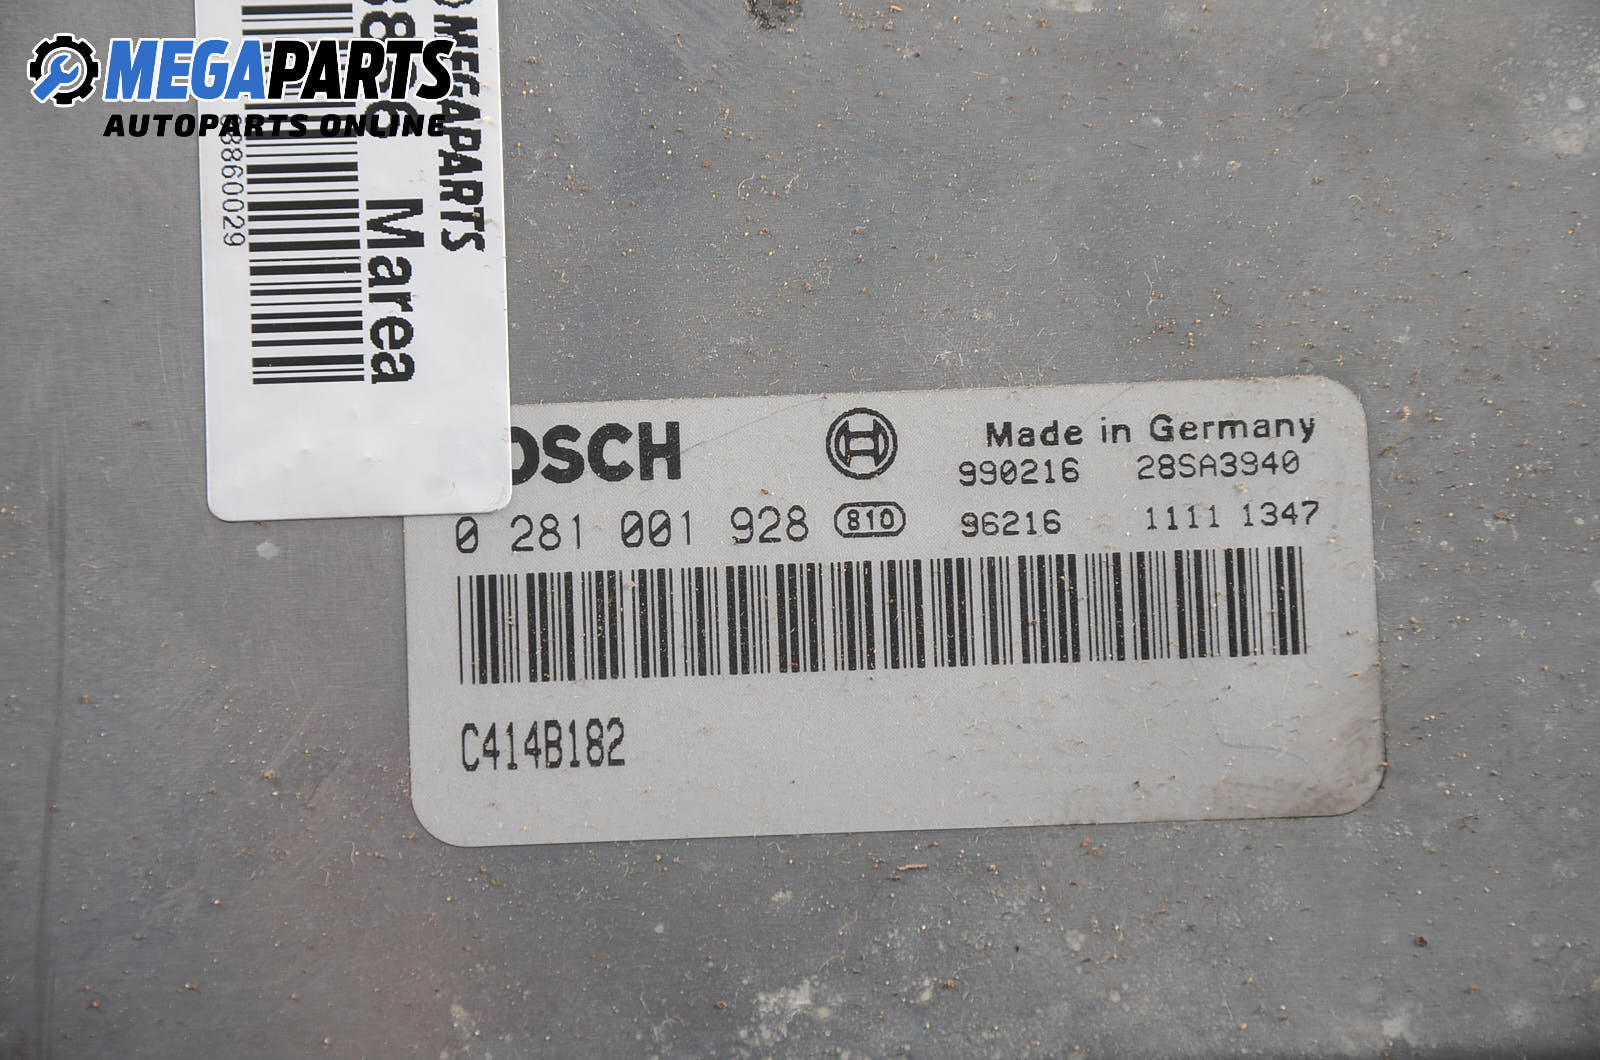 MEGAPARTS
AUTOPARTS ONLINE
MEGAPARTS
Marea
8860029
OSCH
Made in Germany
990216 28SA3940
0 281 001 928 810 96216 1111 1347
C414B182